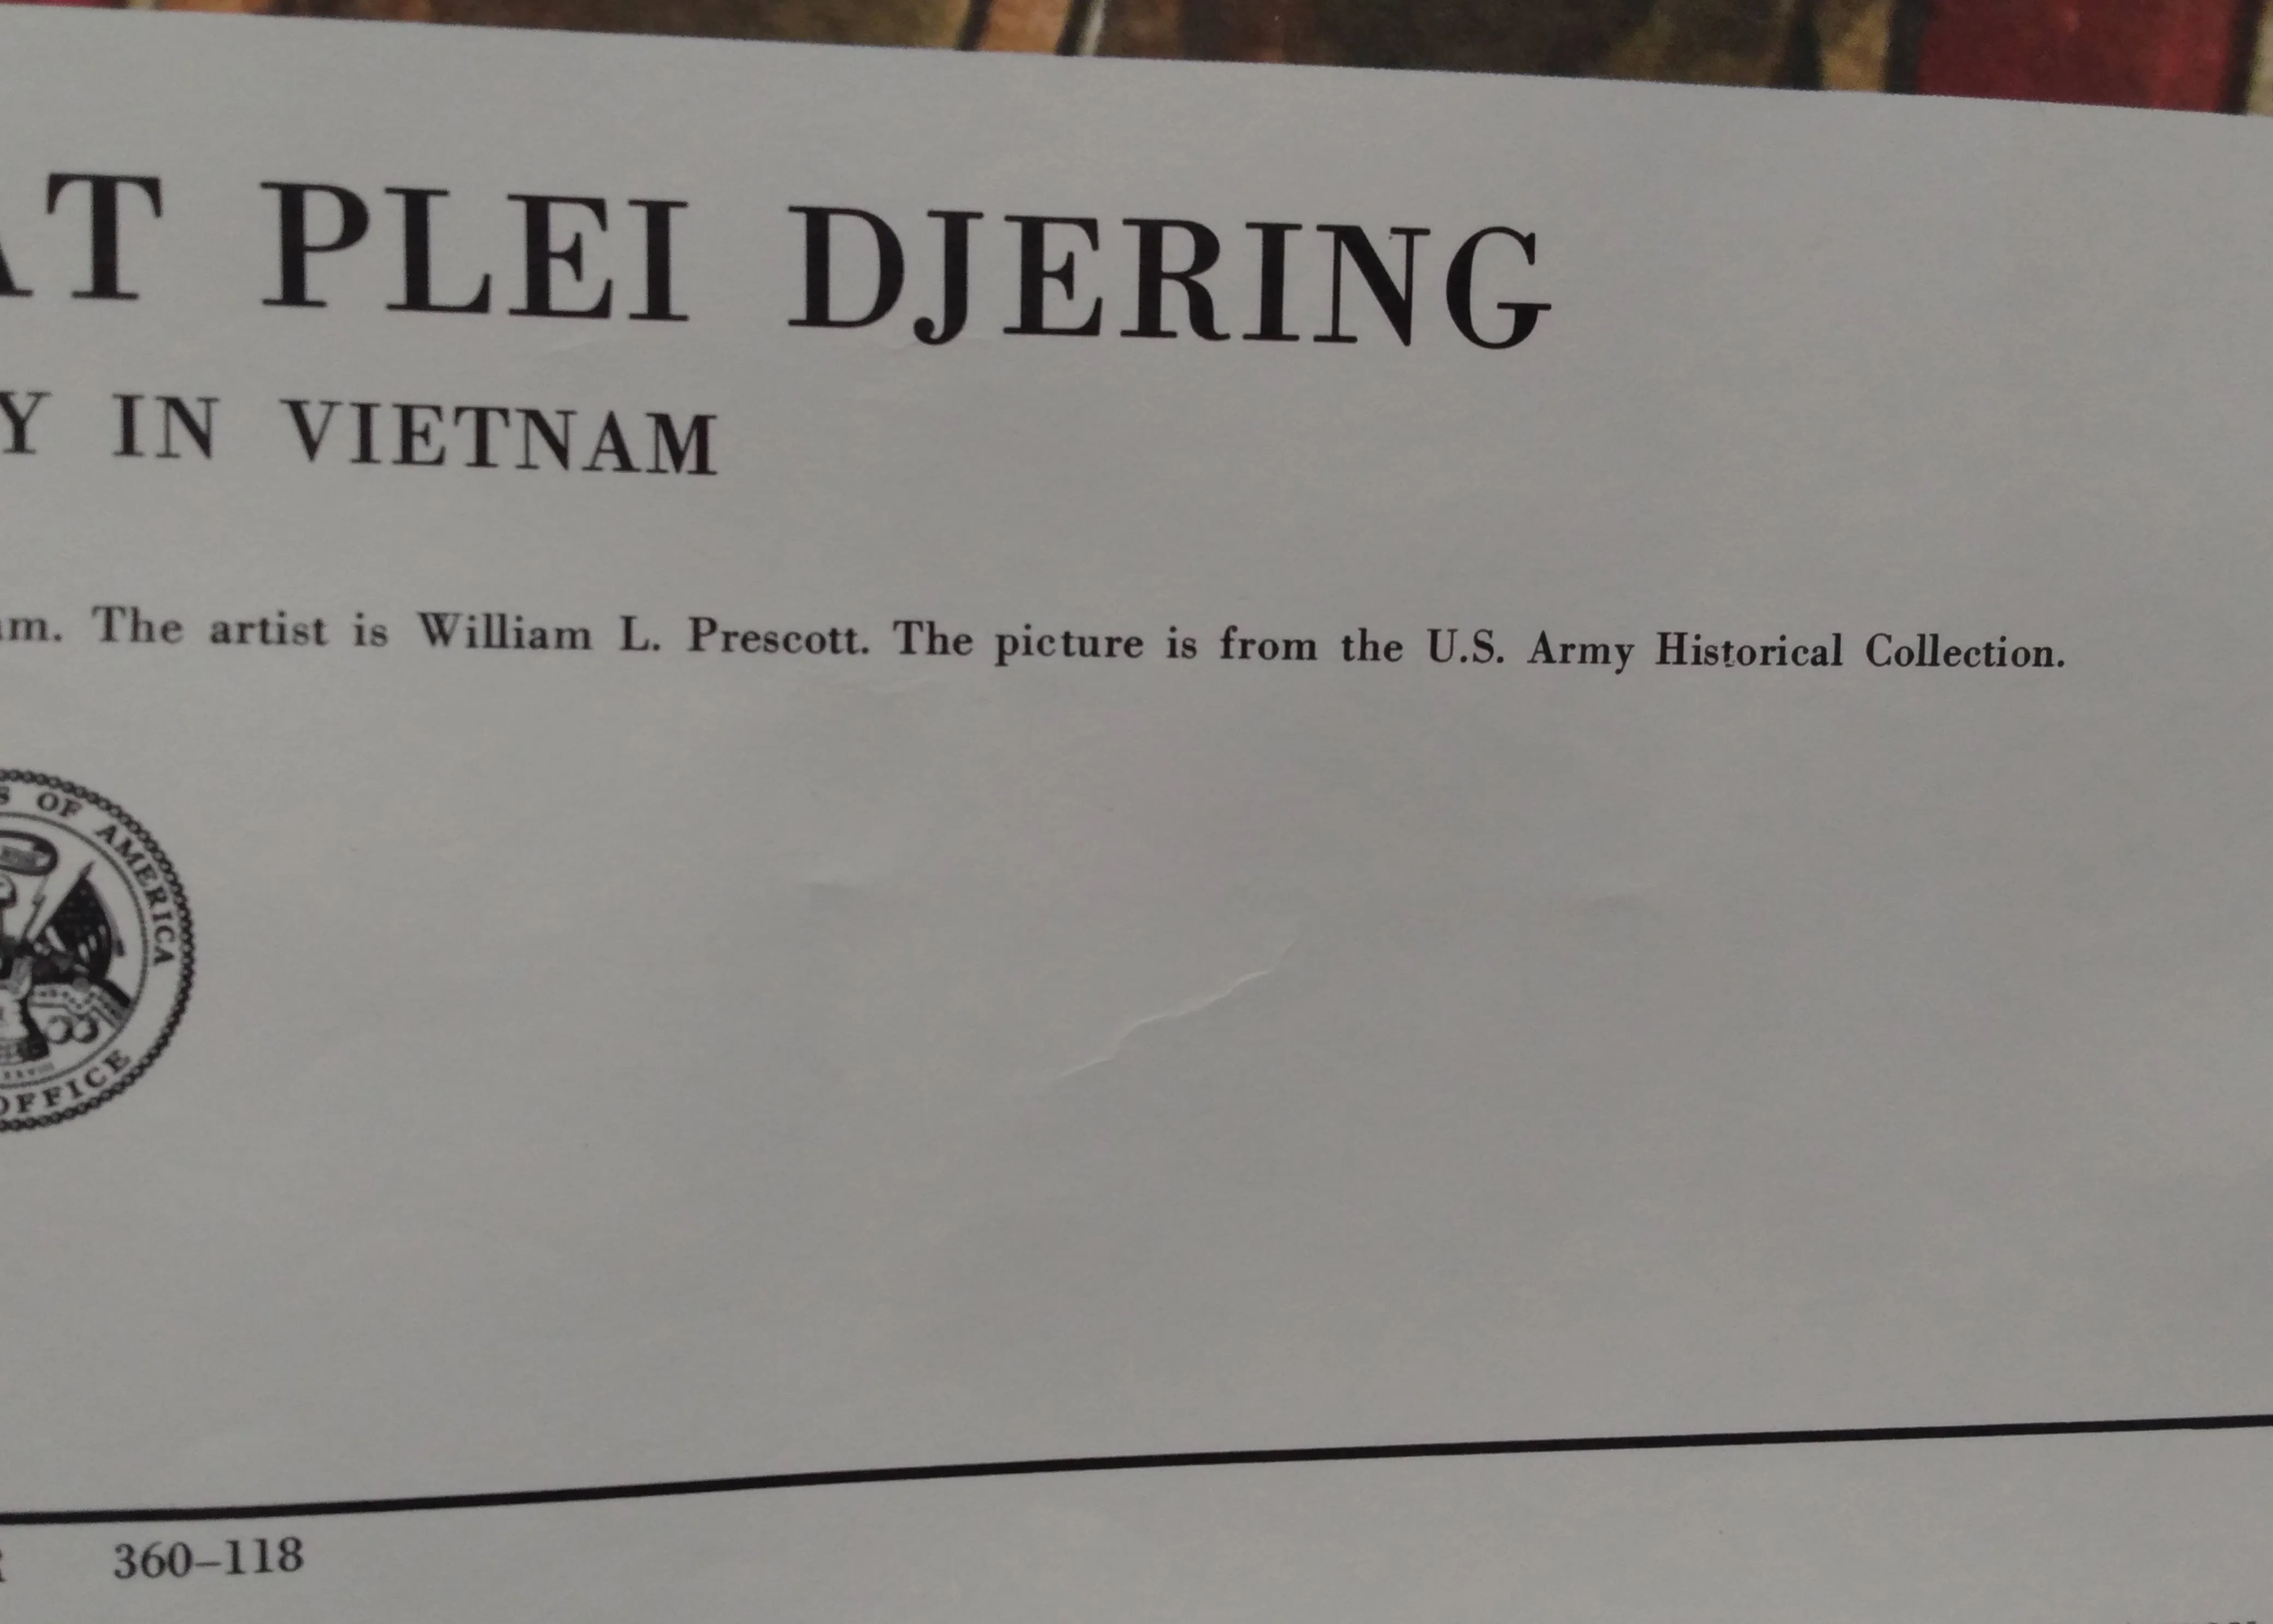 AT PLEI DJERING
Y IN VIETNAM
m. The artist is William L. Prescott. The picture is from the U.S. Army Historical Collection.
S OF AMERICA
OFFICE
360–118